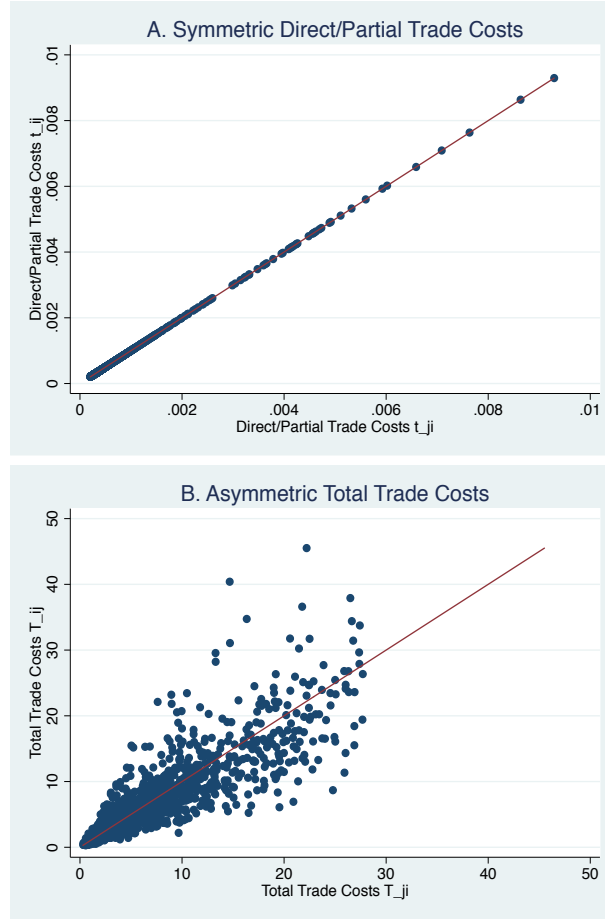 A. Symmetric Direct/Partial Trade Costs
Direct/Partial Trade Costs t_ij
.01
.008
.006
.004
.002
0
0 .002 .004 .006 .008 .01
Direct/Partial Trade Costs t_ji
B. Asymmetric Total Trade Costs
Total Trade Costs T_ij
50
40
30
20
10
0
0 10 20 30 40 50
Total Trade Costs T_ji